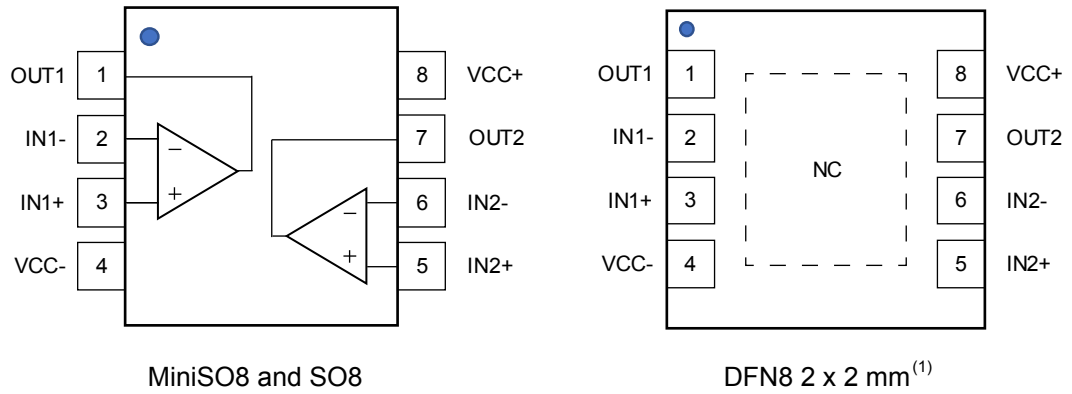 OUT1 1 8 VCC+
IN1- 2 − 7 OUT2
IN1+ 3 + − 6 IN2-
VCC- 4 + 5 IN2+
MiniSO8 and SO8
OUT1 1 8 VCC+
IN1- 2 7 OUT2
NC
IN1+ 3 6 IN2-
VCC- 4 5 IN2+
DFN8 2 x 2 mm(1)